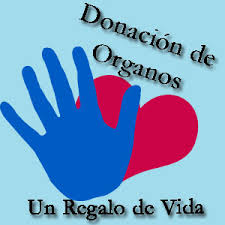 Donación de
Organos
Un Regalo de Vida